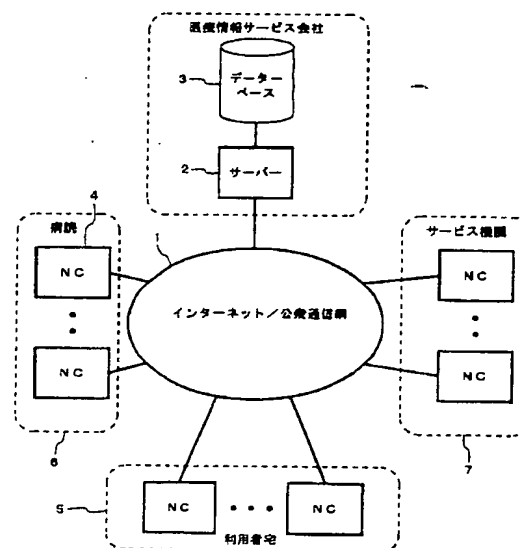 医療情報サービス会社
3
データー
ベース
2
サーバー
4
1
病院
サービス機関
NC
NC
インターネット/公衆通信網
NC
NC
6
7
5
NC
NC
利用者宅